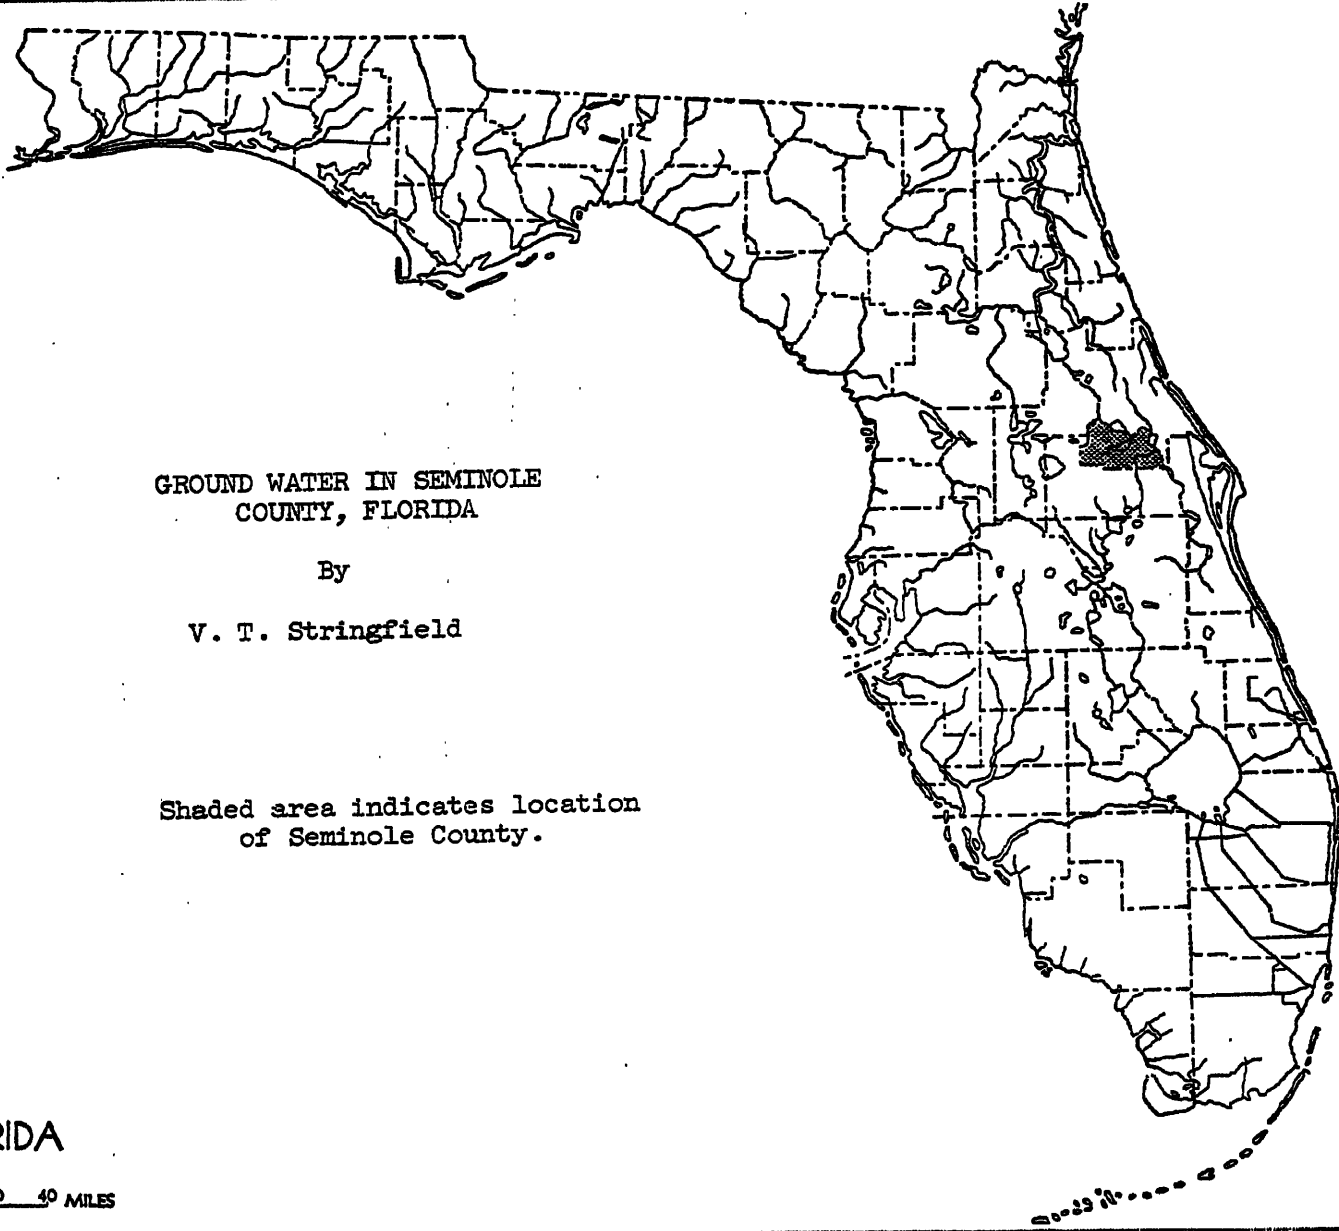 GROUND WATER IN SEMINOLE
COUNTY, FLORIDA
By
V. T. Stringfield
Shaded area indicates location
of Seminole County.
RIDA
40 MILES